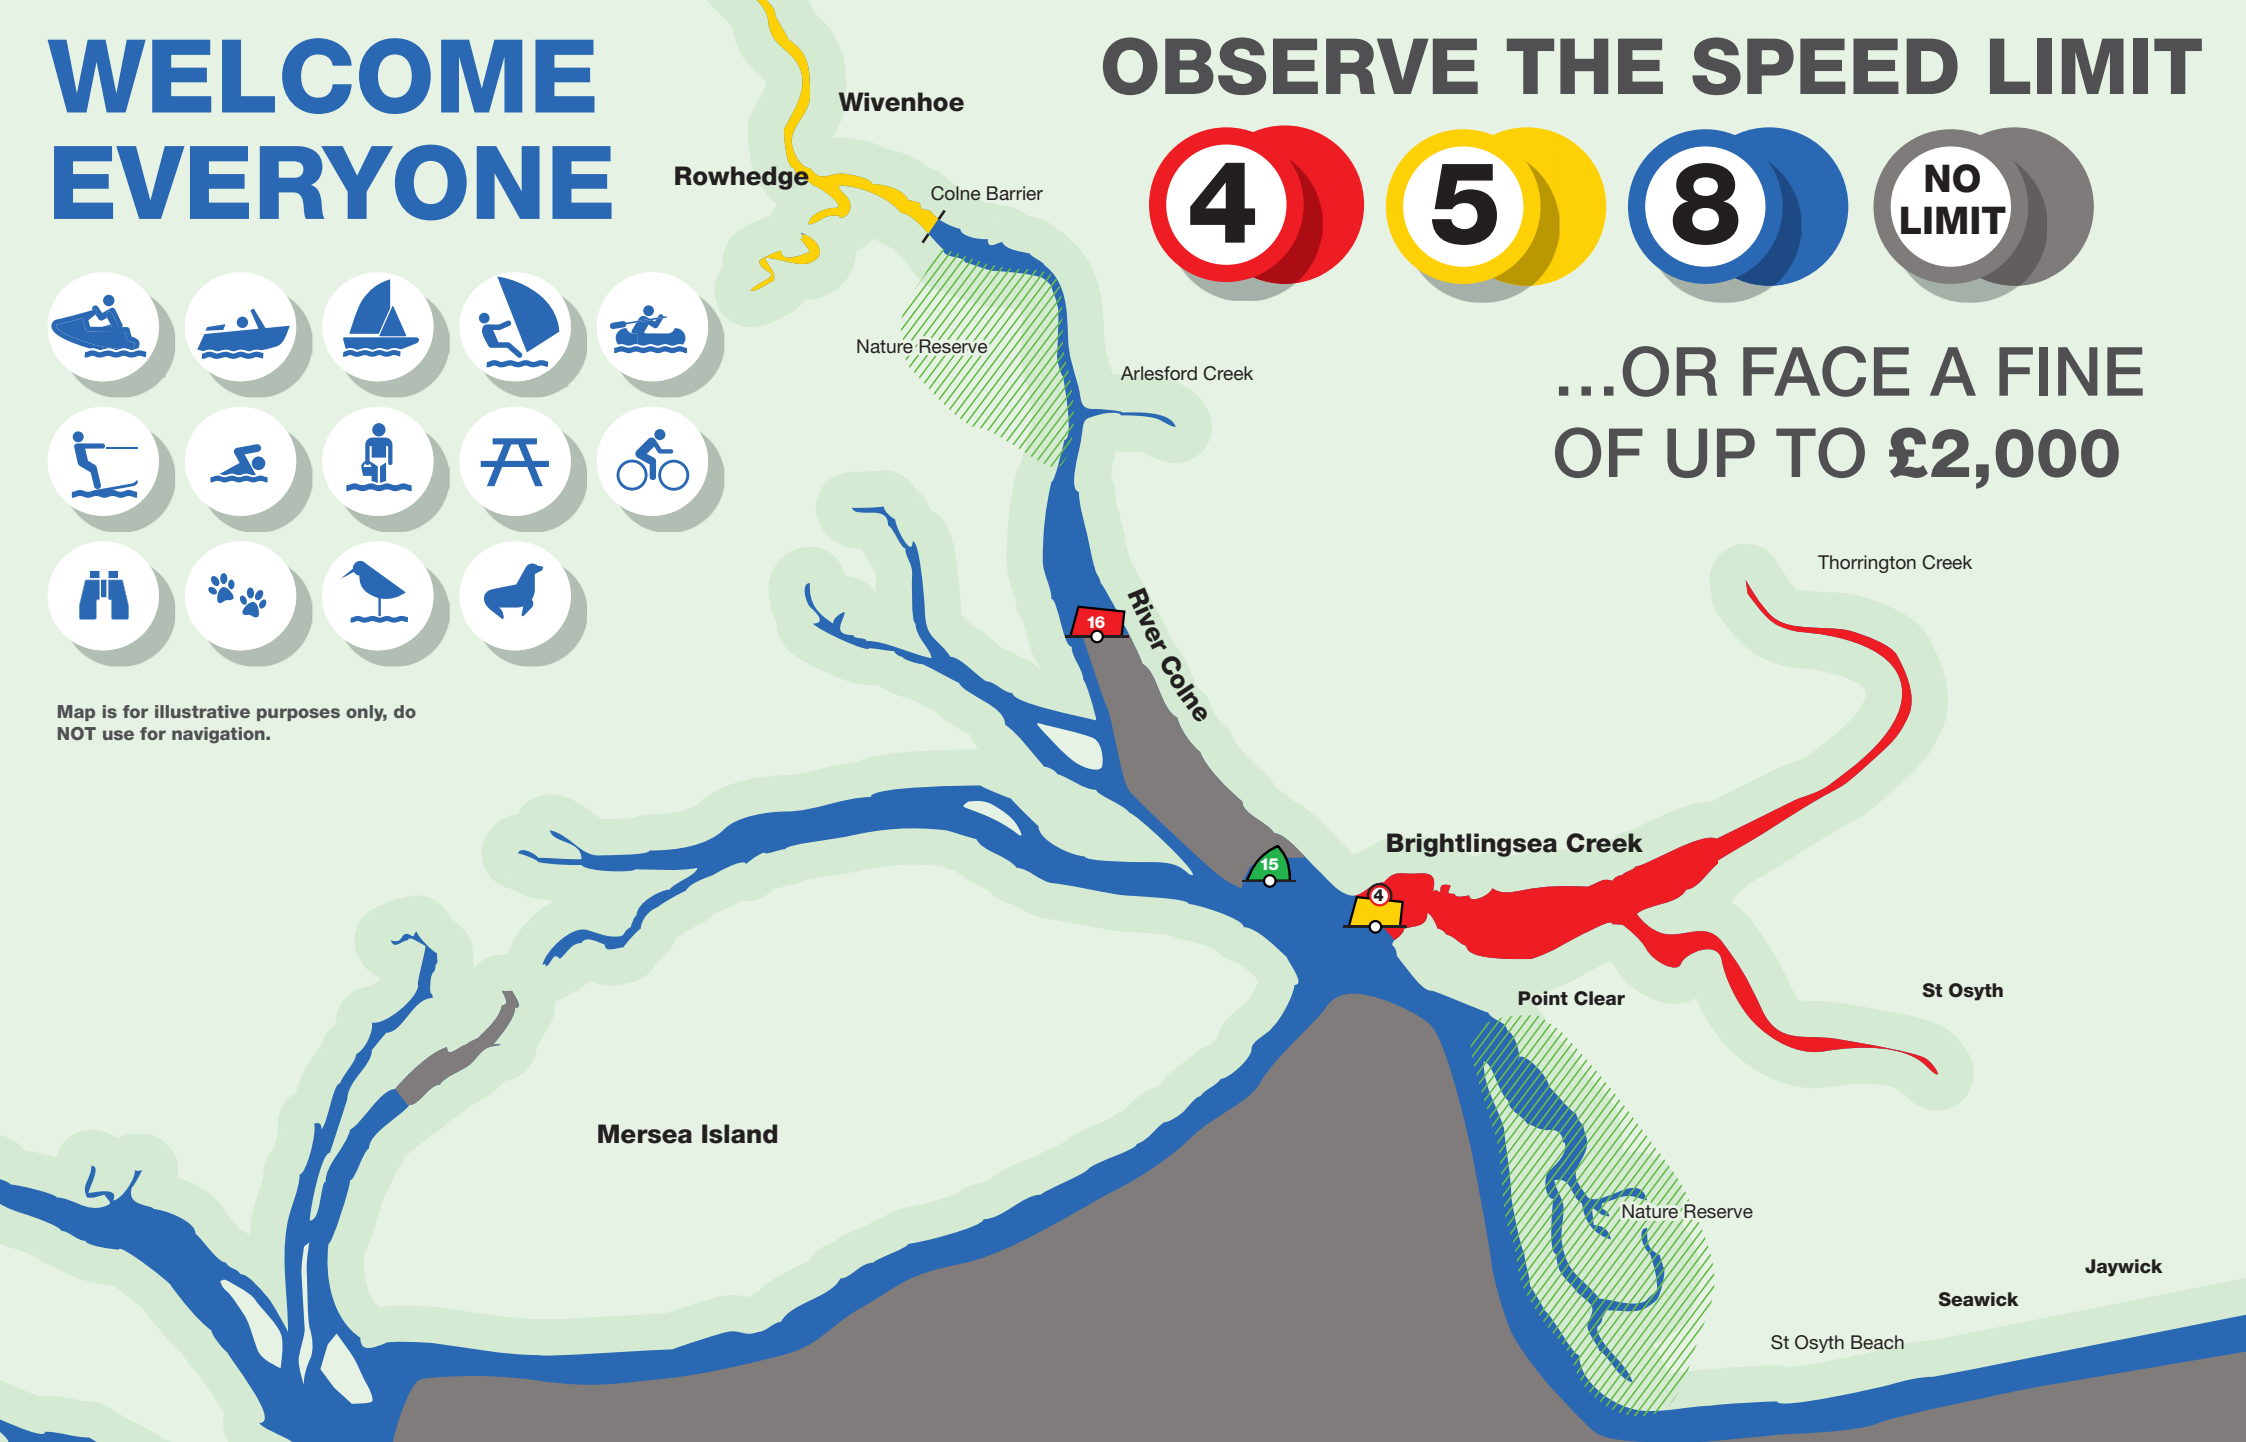 WELCOME
EVERYONE
OBSERVE THE SPEED LIMIT
4
5
8
NO
LIMIT
...OR FACE A FINE
OF UP TO £2,000
Wivenhoe
Rowhedge
Colne Barrier
Nature Reserve
Arlesford Creek
Thorrington Creek
16
River Colne
Map is for illustrative purposes only, do
NOT use for navigation.
Brightlingsea Creek
15
4
Point Clear
St Osyth
Mersea Island
Nature Reserve
Jaywick
Seawick
St Osyth Beach